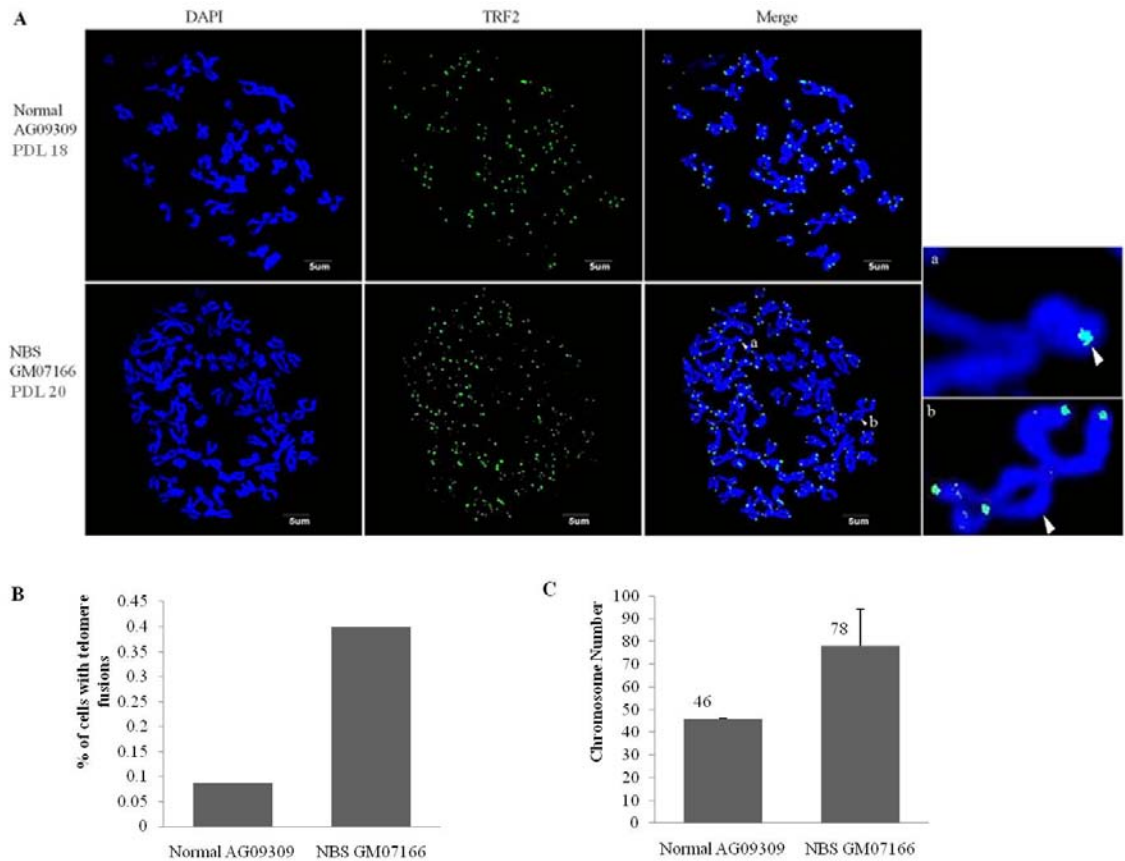 A
DAPI
TRF2
Merge
Normal
AG09309
PDL 18
5um
5um
5um
NBS
GM07166
PDL 20
a
b
5um
5um
5um
a
b
B
% of cells with telomere
fusions
0.45
0.4
0.35
0.3
0.25
0.2
0.15
0.1
0.05
0
Normal AG09309
NBS GM07166
C
Chromosome Number
100
90
80
70
60
50
40
30
20
10
0
46
78
Normal AG09309
NBS GM07166